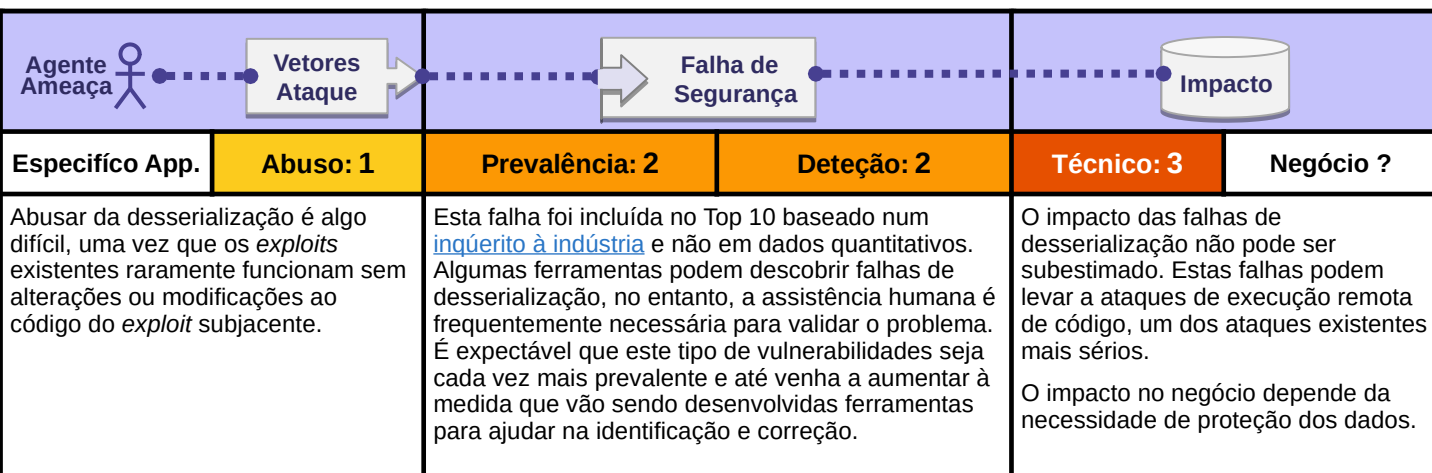 Agente
Ameaça
Vetores
Ataque
Falha de
Segurança
Impacto
Especifíco App.
Abuso: 1
Prevalência: 2
Deteção: 2
Técnico: 3
Negócio ?
Abusar da desserialização é algo
difícil, uma vez que os exploits
existentes raramente funcionam sem
alterações ou modificações ao
código do exploit subjacente.
Esta falha foi incluída no Top 10 baseado num
inqúerito à indústria e não em dados quantitativos.
Algumas ferramentas podem descobrir falhas de
desserialização, no entanto, a assistência humana é
frequentemente necessária para validar o problema.
É expectável que este tipo de vulnerabilidades seja
cada vez mais prevalente e até venha a aumentar à
medida que vão sendo desenvolvidas ferramentas
para ajudar na identificação e correção.
O impacto das falhas de
desserialização não pode ser
subestimado. Estas falhas podem
levar a ataques de execução remota
de código, um dos ataques existentes
mais sérios.
O impacto no negócio depende da
necessidade de proteção dos dados.